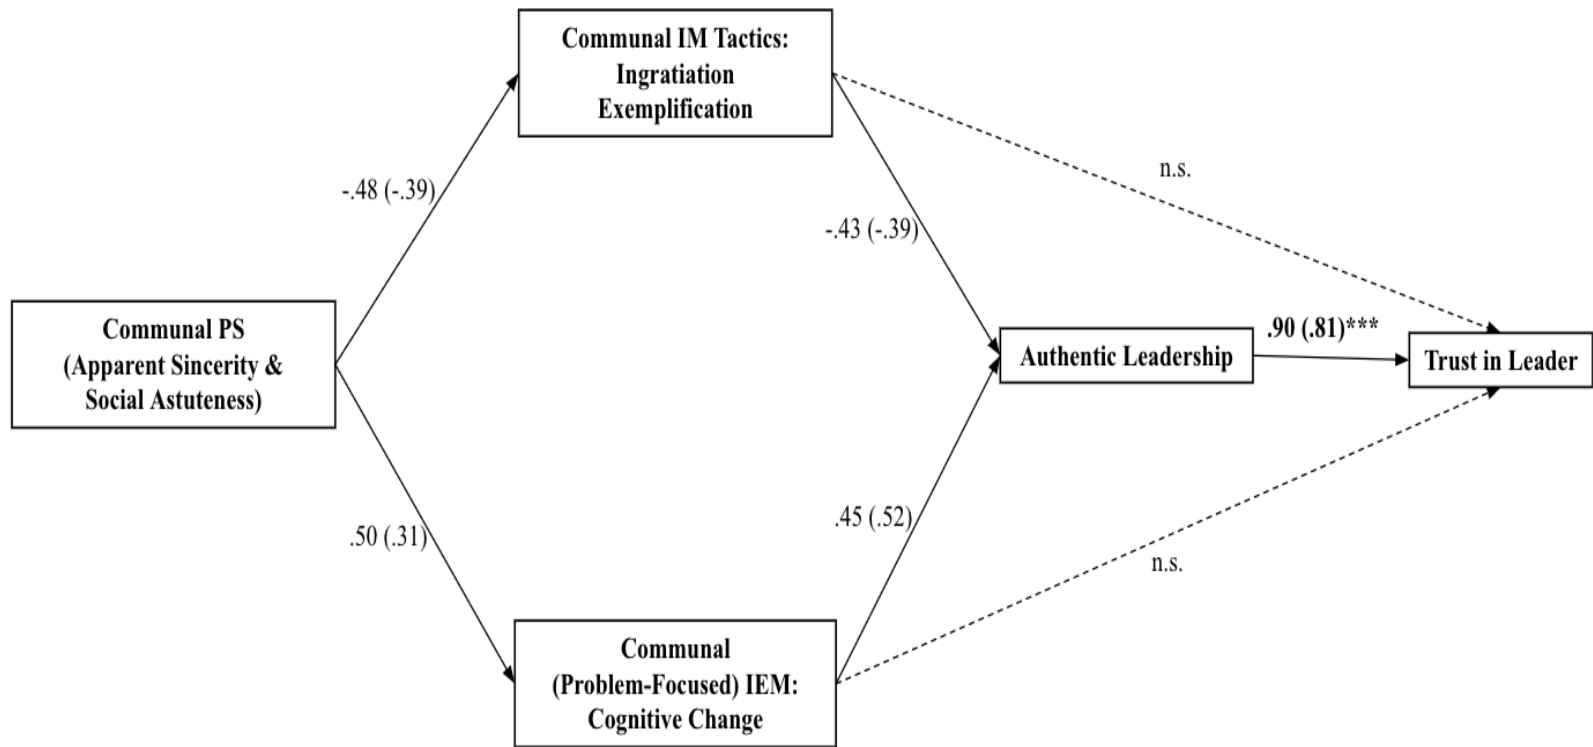 Communal IM Tactics:
Ingratiation
Exemplification
n.s.
-.48 (-.39)
-.43 (-.39)
Communal PS
(Apparent Sincerity &
Social Astuteness)
.90 (.81)***
Authentic Leadership
Trust in Leader
.50 (.31)
.45 (.52)
n.s.
Communal
(Problem-Focused) IEM:
Cognitive Change